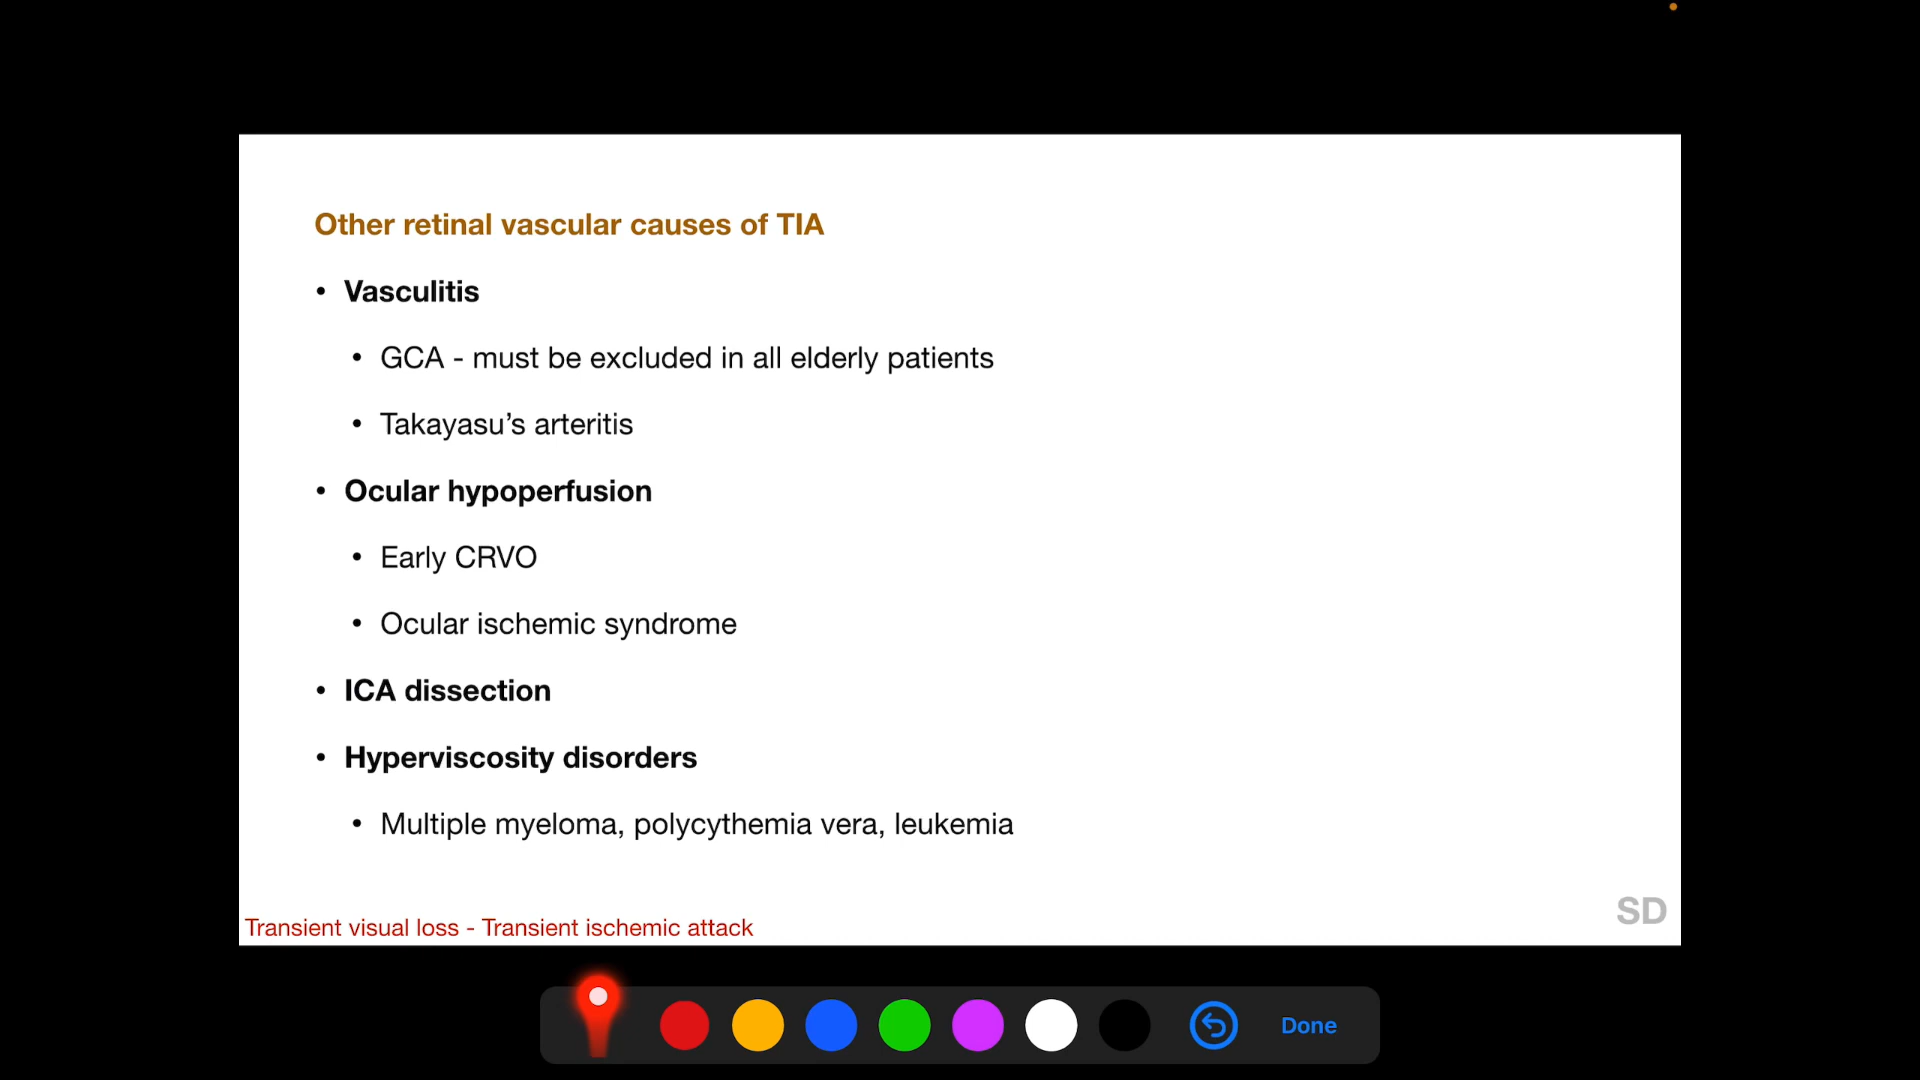 Other retinal vascular causes of TIA
• Vasculitis
• GCA - must be excluded in all elderly patients
• Takayasu’s arteritis
• Ocular hypoperfusion
• Early CRVO
• Ocular ischemic syndrome
• ICA dissection
• Hyperviscosity disorders
• Multiple myeloma, polycythemia vera, leukemia
SD
Transient visual loss - Transient ischemic attack
Done